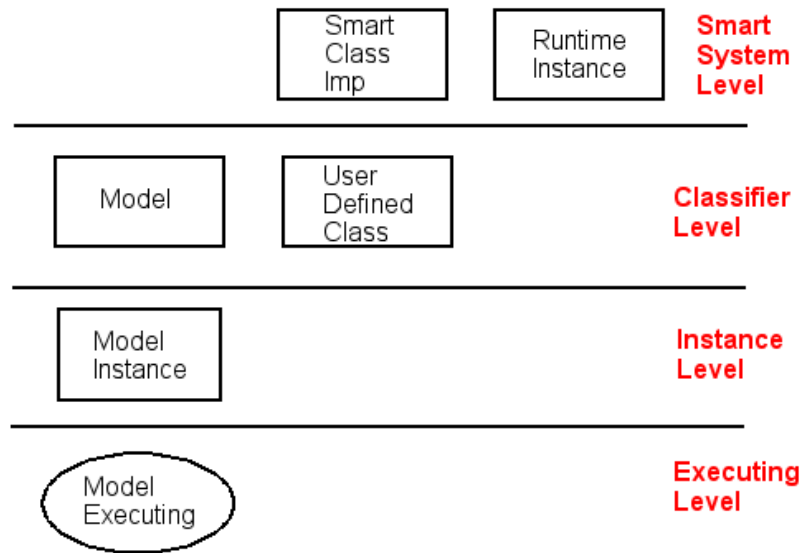 Smart
Class
Imp
Runtime
Instance
Smart
System
Level
Model
User
Defined
Class
Classifier
Level
Model
Instance
Instance
Level
Model
Executing
Executing
Level